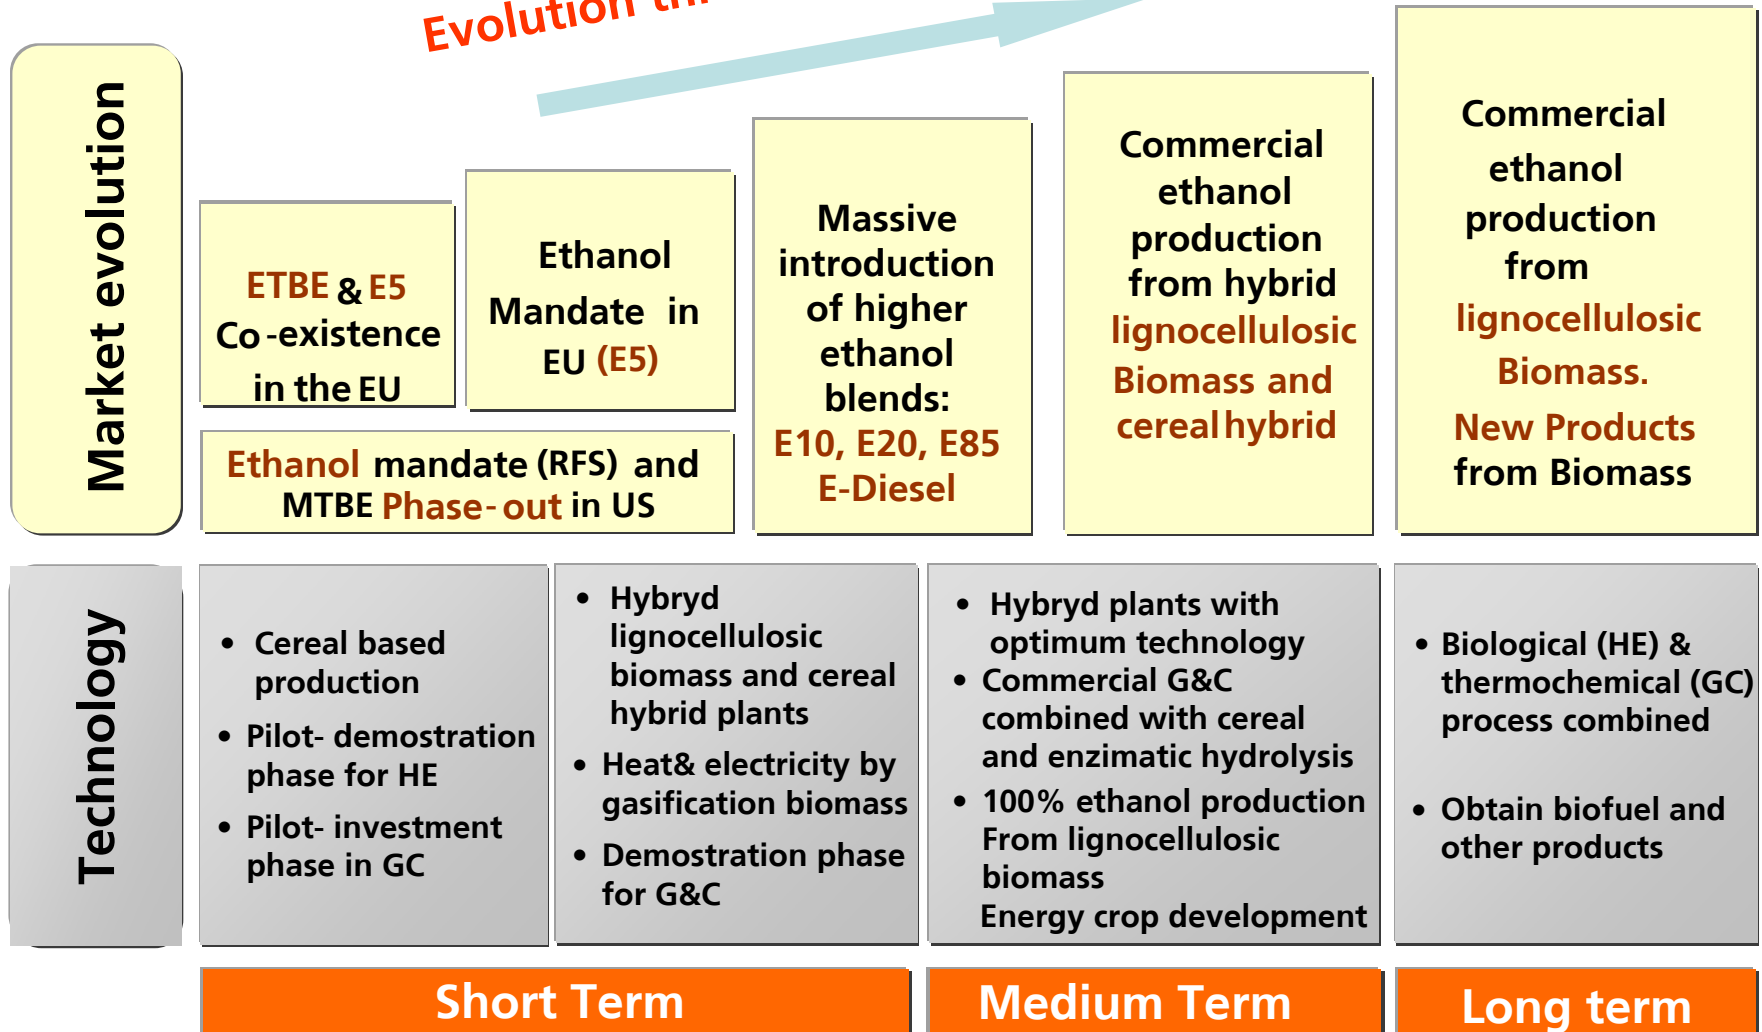 Evolution
Market evolution
ETBE & E5
Co-existence
in the EU
Ethanol
Mandate in
EU (E5)
Ethanol mandate (RFS) and
MTBE Phase-out in US
Massive
introduction
of higher
ethanol
blends:
E10, E20, E85
E-Diesel
Commercial
ethanol
production
from hybrid
lignocellulosic
Biomass and
cereal hybrid
Commercial
ethanol
production
from
lignocellulosic
Biomass.
New Products
from Biomass
Technology
• Cereal based
production
• Pilot- demostration
phase for HE
• Pilot- investment
phase in GC
• Hybryd
lignocellulosic
biomass and cereal
hybrid plants
• Heat& electricity by
gasification biomass
• Demostration phase
for G&C
• Hybryd plants with
optimum technology
• Commercial G&C
combined with cereal
and enzimatic hydrolysis
• 100% ethanol production
From lignocellulosic
biomass
Energy crop development
• Biological (HE) &
thermochemical (GC)
process combined
• Obtain biofuel and
other products
Short Term
Medium Term
Long term